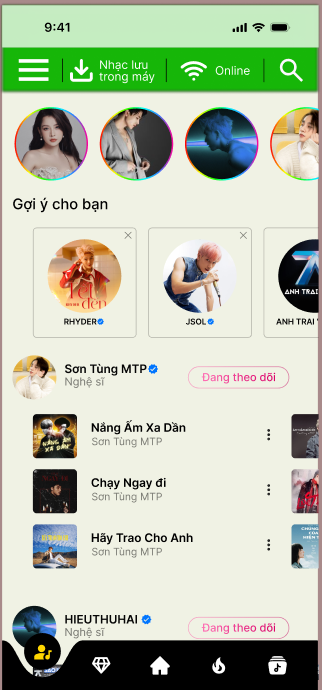 9:41
Nhạc lưu
trong máy
Online
Gợi ý cho bạn
RHYDER
JSOL
ANH TRAI
Sơn Tùng MTP
Nghệ sĩ
Đang theo dõi
Nắng Ấm Xa Dần
Sơn Tùng MTP
Chạy Ngay đi
Sơn Tùng MTP
Hãy Trao Cho Anh
Sơn Tùng MTP
HIEUTHUHAI
Nghệ sĩ
Đang theo dõi